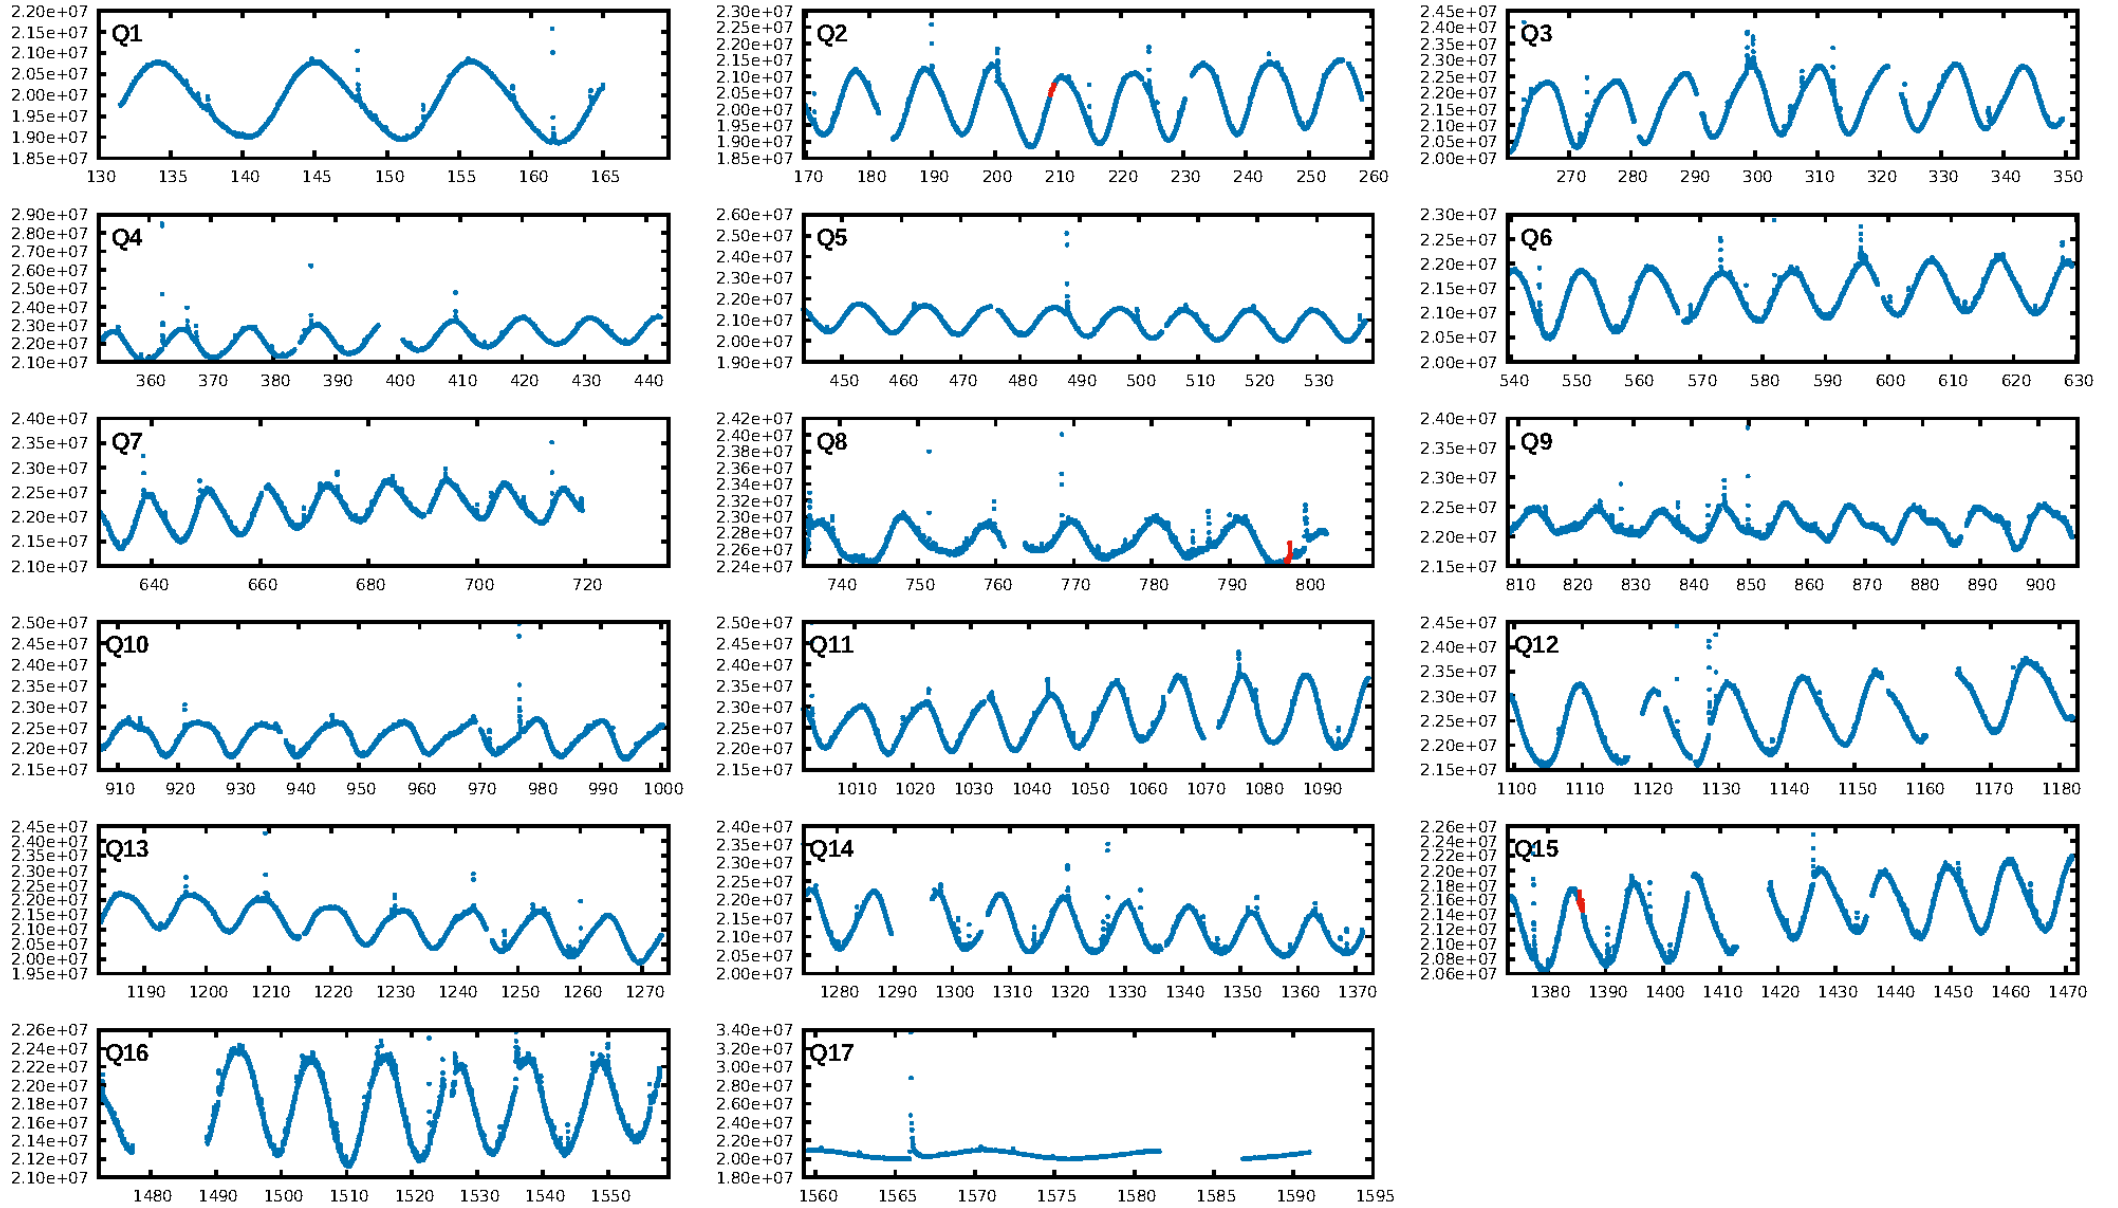 Q1
2.20e+07
2.15e+07
2.10e+07
2.05e+07
2.00e+07
1.95e+07
1.90e+07
1.85e+07
130 135 140 145 150 155 160 165
Q2
2.30e+07
2.25e+07
2.20e+07
2.15e+07
2.10e+07
2.05e+07
2.00e+07
1.95e+07
1.90e+07
1.85e+07
170 180 190 200 210 220 230 240 250 260
Q3
2.45e+07
2.40e+07
2.35e+07
2.30e+07
2.25e+07
2.20e+07
2.15e+07
2.10e+07
2.05e+07
2.00e+07
270 280 290 300 310 320 330 340 350
Q4
2.90e+07
2.80e+07
2.70e+07
2.60e+07
2.50e+07
2.40e+07
2.30e+07
2.20e+07
2.10e+07
360 370 380 390 400 410 420 430 440
Q5
2.60e+07
2.50e+07
2.40e+07
2.30e+07
2.20e+07
2.10e+07
2.00e+07
1.90e+07
450 460 470 480 490 500 510 520 530
Q6
2.30e+07
2.25e+07
2.20e+07
2.15e+07
2.10e+07
2.05e+07
2.00e+07
540 550 560 570 580 590 600 610 620 630
Q7
2.40e+07
2.35e+07
2.30e+07
2.25e+07
2.20e+07
2.15e+07
2.10e+07
640 660 680 700 720
Q8
2.42e+07
2.40e+07
2.38e+07
2.36e+07
2.34e+07
2.32e+07
2.30e+07
2.28e+07
2.26e+07
2.24e+07
740 750 760 770 780 790 800
Q9
2.40e+07
2.35e+07
2.30e+07
2.25e+07
2.20e+07
2.15e+07
810 820 830 840 850 860 870 880 890 900
Q10
2.50e+07
2.45e+07
2.40e+07
2.35e+07
2.30e+07
2.25e+07
2.20e+07
2.15e+07
910 920 930 940 950 960 970 980 990 1000
Q11
2.50e+07
2.45e+07
2.40e+07
2.35e+07
2.30e+07
2.25e+07
2.20e+07
2.15e+07
1010 1020 1030 1040 1050 1060 1070 1080 1090
Q12
2.45e+07
2.40e+07
2.35e+07
2.30e+07
2.25e+07
2.20e+07
2.15e+07
1100 1110 1120 1130 1140 1150 1160 1170 1180
Q13
2.45e+07
2.40e+07
2.35e+07
2.30e+07
2.25e+07
2.20e+07
2.15e+07
2.10e+07
2.05e+07
2.00e+07
1.95e+07
1190 1200 1210 1220 1230 1240 1250 1260 1270
Q14
2.40e+07
2.35e+07
2.30e+07
2.25e+07
2.20e+07
2.15e+07
2.10e+07
2.05e+07
2.00e+07
1280 1290 1300 1310 1320 1330 1340 1350 1360 1370
Q15
2.26e+07
2.24e+07
2.22e+07
2.20e+07
2.18e+07
2.16e+07
2.14e+07
2.12e+07
2.10e+07
2.08e+07
2.06e+07
1380 1390 1400 1410 1420 1430 1440 1450 1460 1470
Q16
2.26e+07
2.24e+07
2.22e+07
2.20e+07
2.18e+07
2.16e+07
2.14e+07
2.12e+07
2.10e+07
1480 1490 1500 1510 1520 1530 1540 1550
Q17
3.40e+07
3.20e+07
3.00e+07
2.80e+07
2.60e+07
2.40e+07
2.20e+07
2.00e+07
1.80e+07
1560 1565 1570 1575 1580 1585 1590 1595